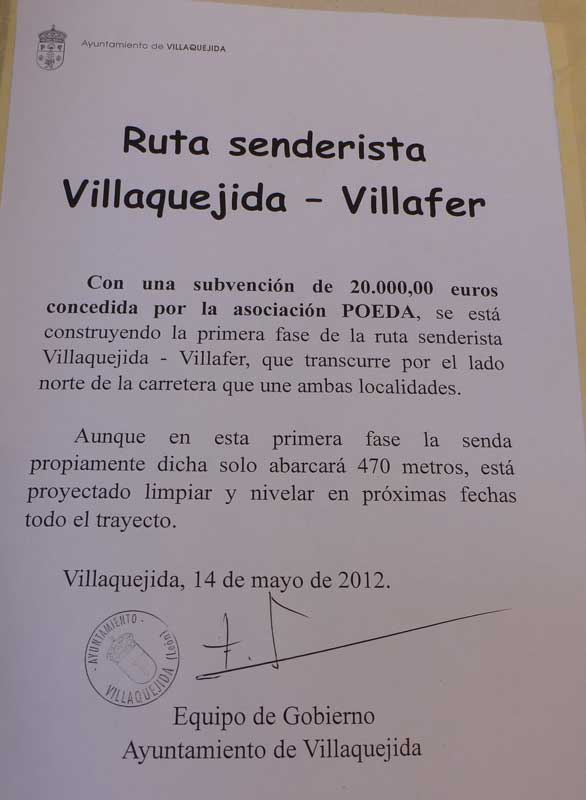 Ayuntamiento de VILLAQUEJIDA
Ruta senderista
Villaquejida - Villafer
Con una subvención de 20.000,00 euros
concedida por la asociación POEDA, se está
construyendo la primera fase de la ruta senderista
Villaquejida - Villafer, que transcurre por el lado
norte de la carretera que une ambas localidades.
Aunque en esta primera fase la senda
propiamente dicha solo abarcará 470 metros, está
proyectado limpiar y nivelar en próximas fechas
todo el trayecto.
Villaquejida, 14 de mayo de 2012.
- AYUNTAMIENTO -
(León)
VILLAQUEJIDA
Equipo de Gobierno
Ayuntamiento de Villaquejida